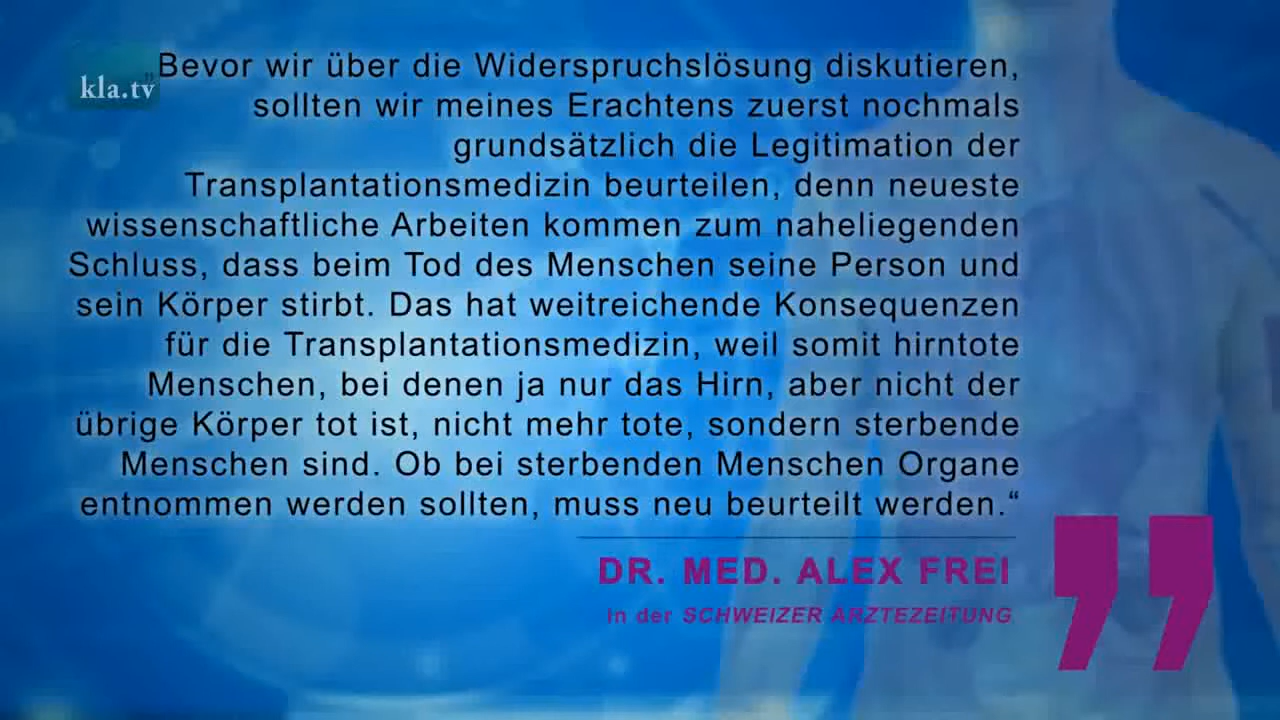 kla.tv
„Bevor wir über die Widerspruchslösung diskutieren,
sollten wir meines Erachtens zuerst nochmals
grundsätzlich die Legitimation der
Transplantationsmedizin beurteilen, denn neueste
wissenschaftliche Arbeiten kommen zum naheliegenden
Schluss, dass beim Tod des Menschen seine Person und
sein Körper stirbt. Das hat weitreichende Konsequenzen
für die Transplantationsmedizin, weil somit hirntote
Menschen, bei denen ja nur das Hirn, aber nicht der
übrige Körper tot ist, nicht mehr tote, sondern sterbende
Menschen sind. Ob bei sterbenden Menschen Organe
entnommen werden sollten, muss neu beurteilt werden.“
DR. MED. ALEX FREI
in der SCHWEIZER ARZTEZEITUNG